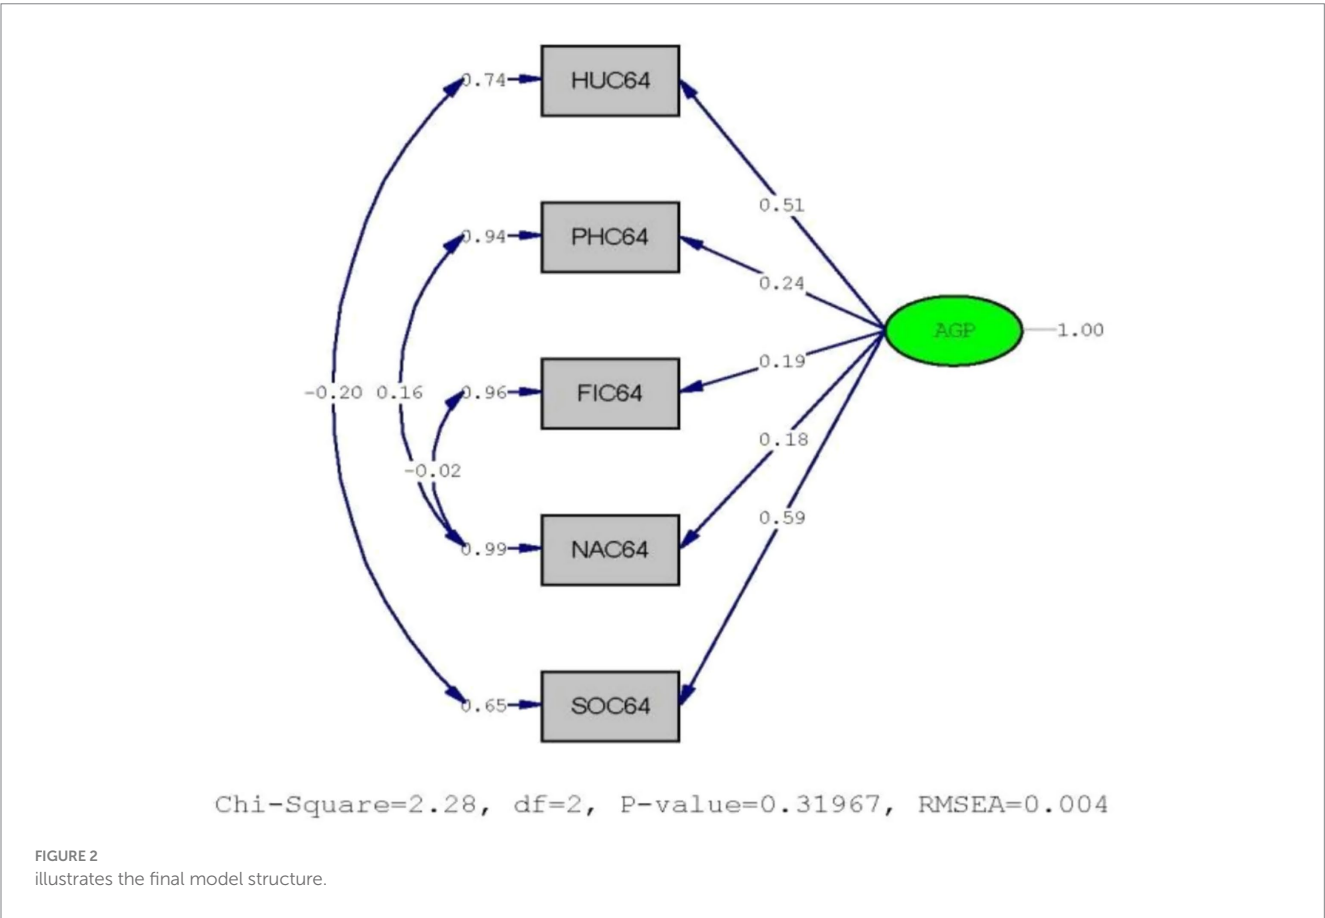 0.74
HUC64
0.51
0.94
PHC64
0.24
AGP
1.00
0.19
-0.20
0.16
0.96
FIC64
0.18
-0.02
0.59
0.99
NAC64
0.65
SOC64
Chi-Square=2.28, df=2, P-value=0.31967, RMSEA=0.004
FIGURE 2
illustrates the final model structure.